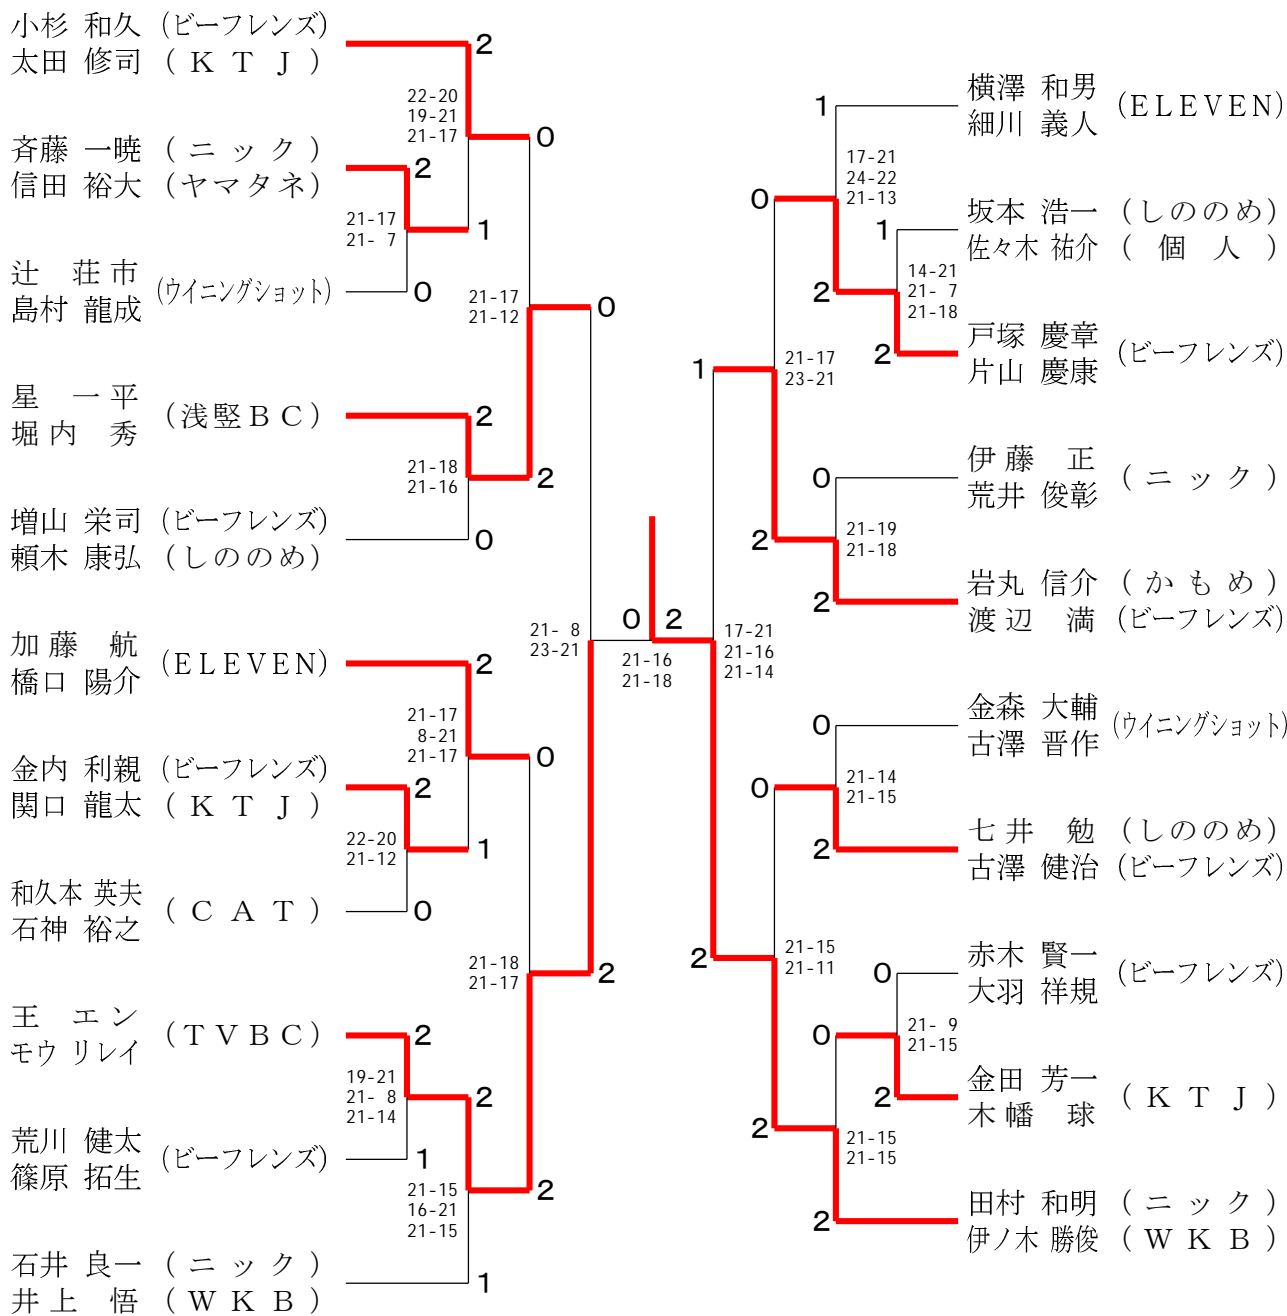 小杉 和久 (ビーフレンズ)
太田 修司 (ＫＴＪ)
2
22-20
19-21
21-17
0
斉藤 一暁 (ニック)
信田 裕大 (ヤマタネ)
2
21-17
21- 7
1
辻 荘市
島村 龍成 (ウイニングショット)
0
21-17
21-12
0
星 一平
堀内 秀 (浅堅ＢＣ)
2
21-18
21-16
2
増山 栄司 (ビーフレンズ)
頼木 康弘 (しののめ)
0
21- 8
23-21
加藤 航
橋口 陽介 (ELEVEN)
2
21-17
8-21
21-17
0
金内 利親 (ビーフレンズ)
関口 龍太 (ＫＴＪ)
2
22-20
21-12
1
和久本 英夫
石神 裕之 (ＣＡＴ)
0
21-18
21-17
2
王 エン
モウ リレイ (ＴＶＢＣ)
2
19-21
21- 8
21-14
2
荒川 健太
篠原 拓生 (ビーフレンズ)
1
21-15
16-21
21-15
2
石井 良一 (ニック)
井上 悟 (ＷＫＢ)
1
0 2
21-16
21-18
1
横澤 和男
細川 義人 (ELEVEN)
17-21
24-22
21-13
0
坂本 浩一 (しののめ)
佐々木 祐介 (個人)
1
14-21
21- 7
21-18
2
戸塚 慶章
片山 慶康 (ビーフレンズ)
2
1
21-17
23-21
伊藤 正
荒井 俊彰 (ニック)
0
21-19
21-18
2
岩丸 信介 (かもめ)
渡辺 満 (ビーフレンズ)
2
17-21
21-16
21-14
金森 大輔
古澤 晋作 (ウイニングショット)
0
21-14
21-15
0
七井 勉 (しののめ)
古澤 健治 (ビーフレンズ)
2
2
21-15
21-11
赤木 賢一
大羽 祥規 (ビーフレンズ)
0
21- 9
21-15
0
金田 芳一
木幡 球 (ＫＴＪ)
2
2
21-15
21-15
田村 和明 (ニック)
伊ノ木 勝俊 (ＷＫＢ)
2